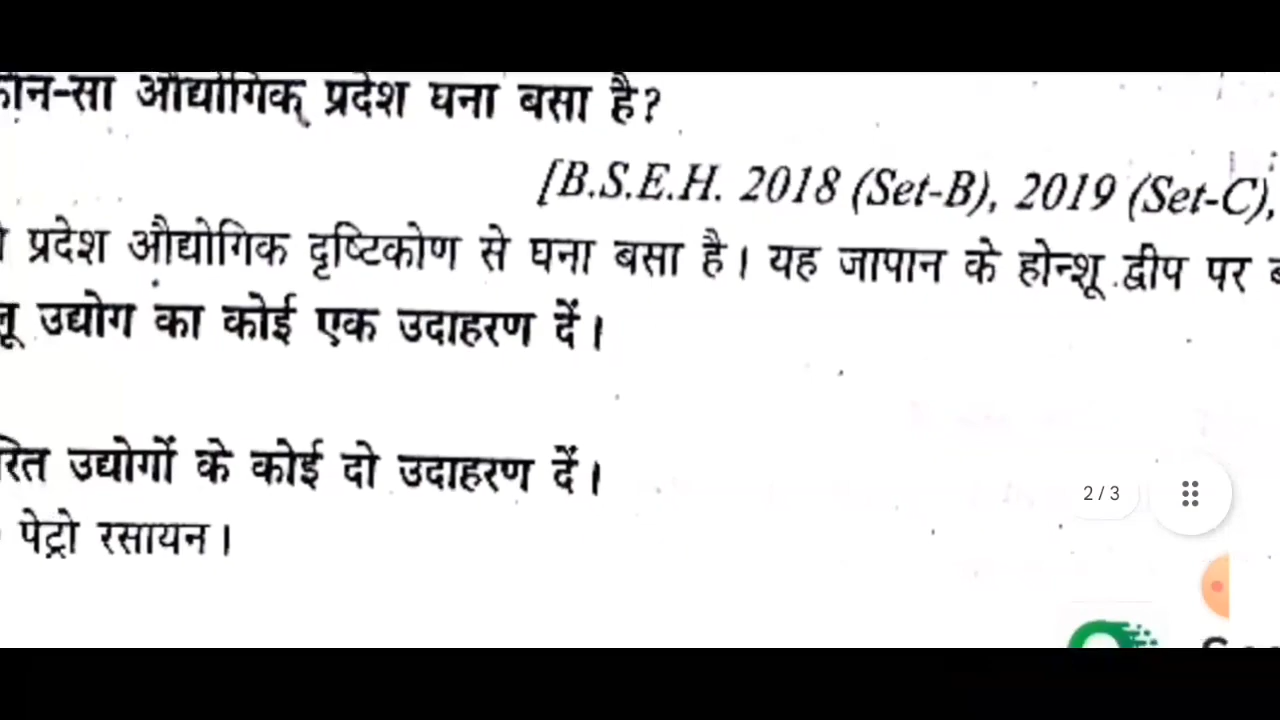 औद्योगिक प्रदेश घना बसा है?
[B.S.E.H. 2018 (Set-B), 2019 (Set-C),
प्रदेश औद्योगिक दृष्टिकोण से घना बसा है। यह जापान के होन्शू द्वीप पर
उद्योग का कोई एक उदाहरण दें।
उद्योगों के कोई दो उदाहरण दें।
2 / 3
पेट्रो रसायन।